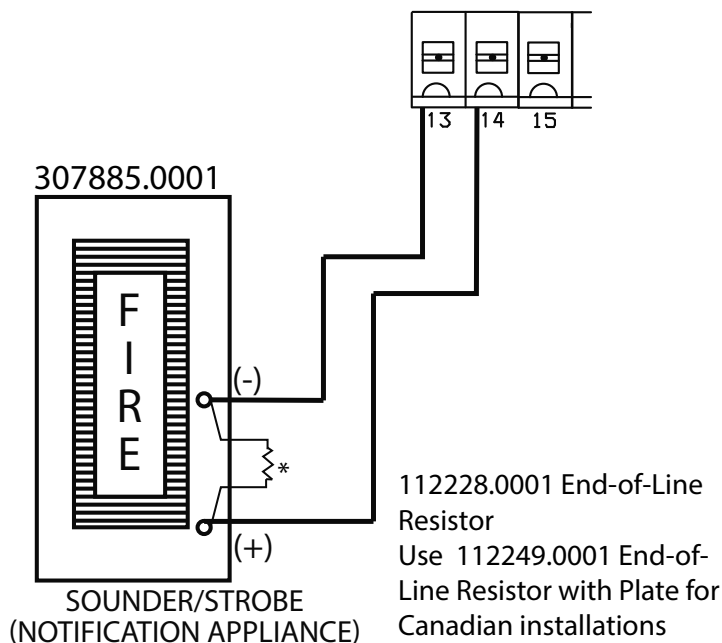 13 14 15
307885.0001
F
I
R
E
(-)
*
(+)
112228.0001 End-of-Line
Resistor
Use 112249.0001 End-of-
Line Resistor with Plate for
Canadian installations
SOUNDER/STROBE
(NOTIFICATION APPLIANCE)